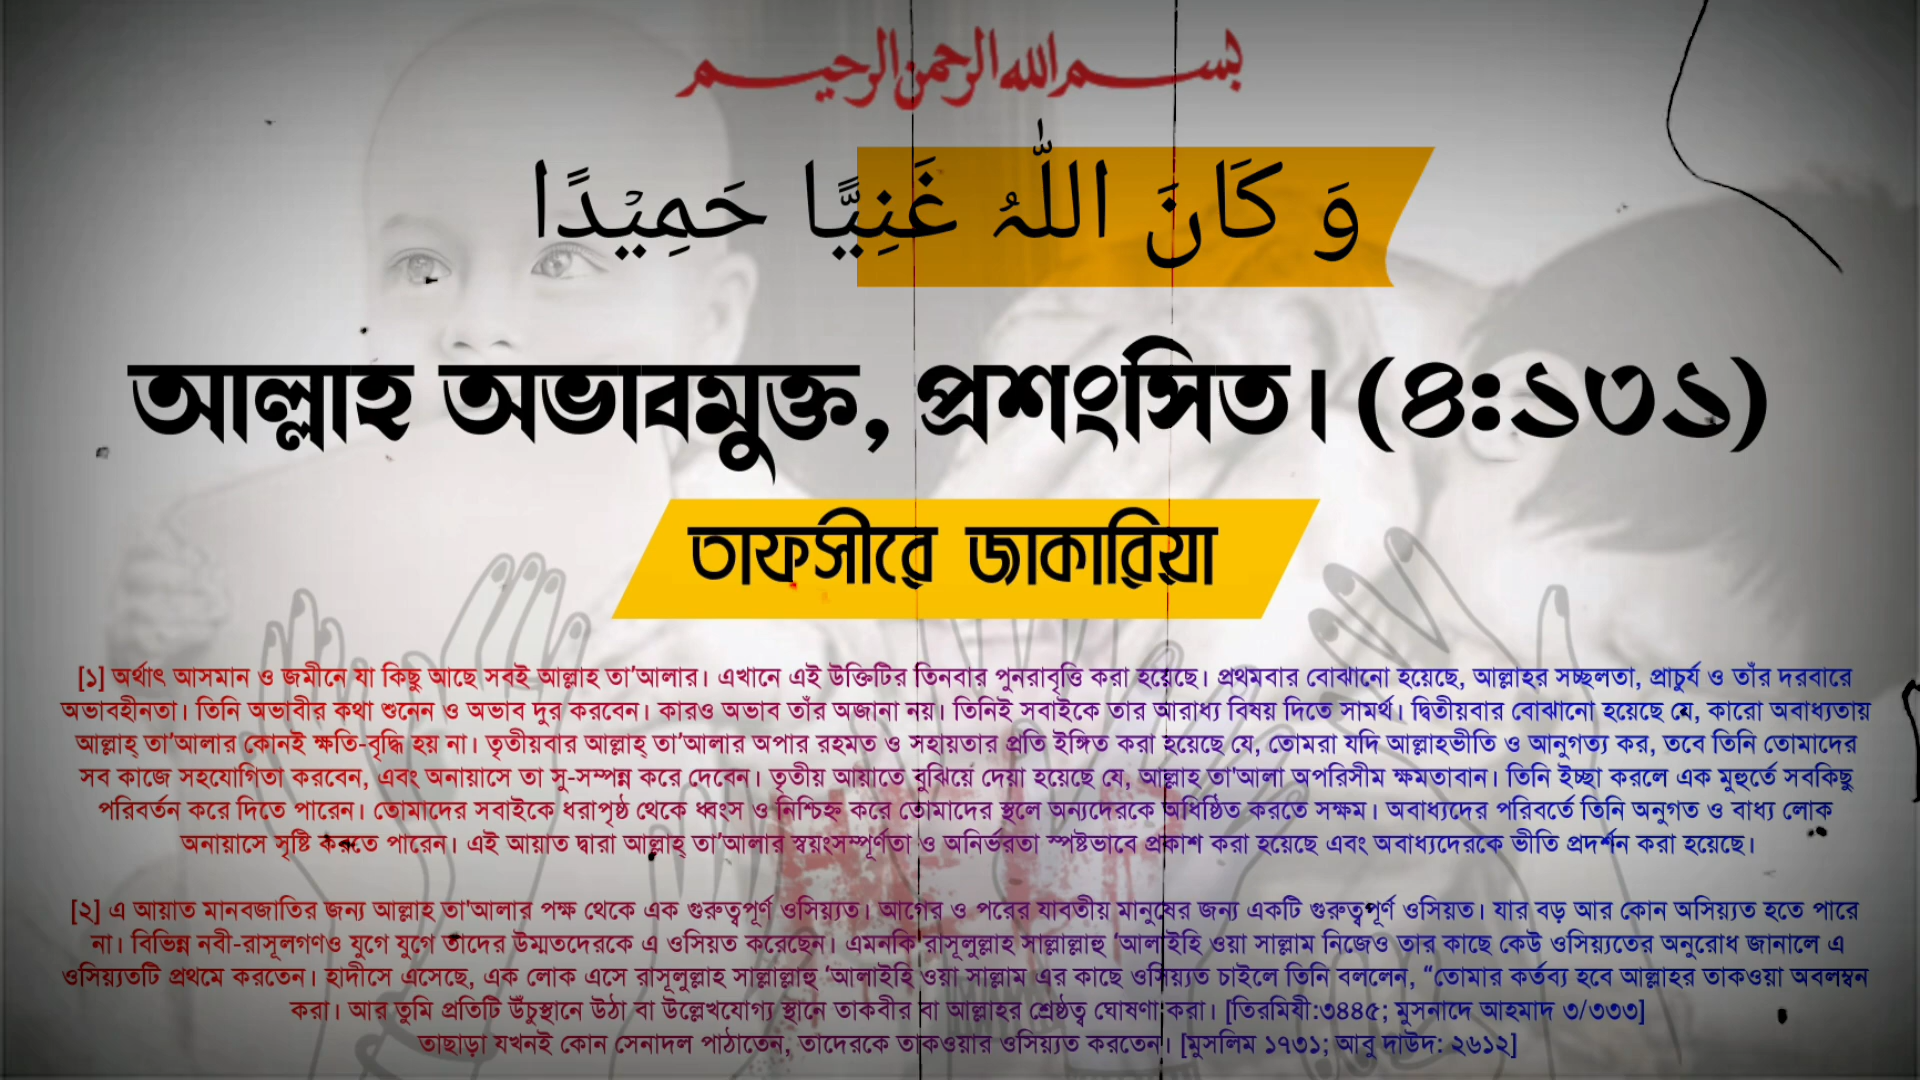 بسم الله الرحمن الرحيم
وَ كَانَ اللّٰہُ غَنِیًّا حَمِیۡدًا
আল্লাহ অভাবমুক্ত, প্রশংসিত। (৪ঃ১৩১)
তাফসীরে জাকারিয়া
[১] অর্থাৎ আসমান ও জমীনে যা কিছু আছে সবই আল্লাহ তা'আলার। এখানে এই উক্তিটির তিনবার পুনরাবৃত্তি করা হয়েছে। প্রথমবার বোঝানো হয়েছে, আল্লাহর সচ্ছলতা, প্রাচুর্য ও তাঁর দরবারে
অভাবহীনতা। তিনি অভাবীর কথা শুনেন ও অভাব দুর করবেন। কারও অভাব তাঁর অজানা নয়। তিনিই সবাইকে তার আরাধ্য বিষয় দিতে সামর্থ। দ্বিতীয়বার বোঝানো হয়েছে যে, কারো অবাধ্যতায়
আল্লাহ্ তা'আলার কোনই ক্ষতি-বৃদ্ধি হয় না। তৃতীয়বার আল্লাহ্ তা'আলার অপার রহমত ও সহায়তার প্রতি ইঙ্গিত করা হয়েছে যে, তোমরা যদি আল্লাহভীতি ও আনুগত্য কর, তবে তিনি তোমাদের
সব কাজে সহযোগিতা করবেন, এবং অনায়াসে তা সু-সম্পন্ন করে দেবেন। তৃতীয় আয়াতে বুঝিয়ে দেয়া হয়েছে যে, আল্লাহ তা'আলা অপরিসীম ক্ষমতাবান। তিনি ইচ্ছা করলে এক মুহুর্তে সবকিছু
পরিবর্তন করে দিতে পারেন। তোমাদের সবাইকে ধরাপৃষ্ঠ থেকে ধ্বংস ও নিশ্চিহ্ন করে তোমাদের স্থলে অন্যদেরকে অধিষ্ঠিত করতে সক্ষম। অবাধ্যদের পরিবর্তে তিনি অনুগত ও বাধ্য লোক
অনায়াসে সৃষ্টি করতে পারেন। এই আয়াত দ্বারা আল্লাহ্ তা'আলার স্বয়ংসম্পূর্ণতা ও অনির্ভরতা স্পষ্টভাবে প্রকাশ করা হয়েছে এবং অবাধ্যদেরকে ভীতি প্রদর্শন করা হয়েছে।
[২] এ আয়াত মানবজাতির জন্য আল্লাহ তা'আলার পক্ষ থেকে এক গুরুত্বপূর্ণ ওসিয়্যত। আগের ও পরের যাবতীয় মানুষের জন্য একটি গুরুত্বপূর্ণ ওসিয়ত। যার বড় আর কোন অসিয়্যত হতে পারে
না। বিভিন্ন নবী-রাসূলগণও যুগে যুগে তাদের উম্মতদেরকে এ ওসিয়ত করেছেন। এমনকি রাসূলুল্লাহ সাল্লাল্লাহু 'আলাইহি ওয়া সাল্লাম নিজেও তার কাছে কেউ ওসিয়্যতের অনুরোধ জানালে এ
ওসিয়্যতটি প্রথমে করতেন। হাদীসে এসেছে, এক লোক এসে রাসূলুল্লাহ সাল্লাল্লাহু 'আলাইহি ওয়া সাল্লাম এর কাছে ওসিয়্যত চাইলে তিনি বললেন, “তোমার কর্তব্য হবে আল্লাহর তাকওয়া অবলম্বন
করা। আর তুমি প্রতিটি উঁচুস্থানে উঠা বা উল্লেখযোগ্য স্থানে তাকবীর বা আল্লাহর শ্রেষ্ঠত্ব ঘোষণা করা। [তিরমিযী:৩৪৪৫; মুসনাদে আহমাদ ৩/৩৩৩]
তাছাড়া যখনই কোন সেনাদল পাঠাতেন, তাদেরকে তাকওয়ার ওসিয়্যত করতেন। [মুসলিম ১৭৩১; আবু দাউদ: ২৬১২]